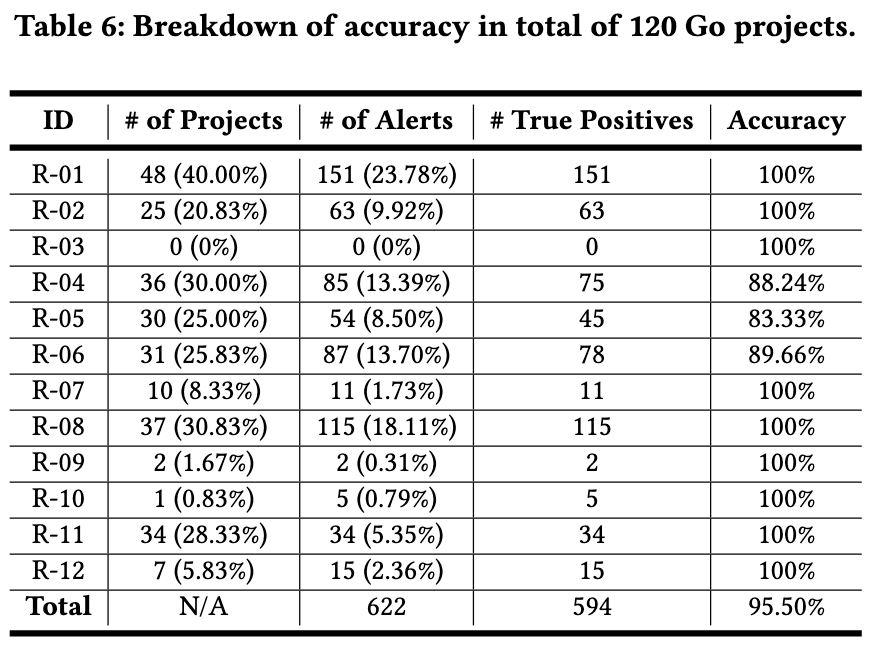 Table 6: Breakdown of accuracy in total of 120 Go projects.
ID # of Projects # of Alerts # True Positives Accuracy
R-01 48 (40.00%) 151 (23.78%) 151 100%
R-02 25 (20.83%) 63 (9.92%) 63 100%
R-03 0 (0%) 0 (0%) 0 100%
R-04 36 (30.00%) 85 (13.39%) 75 88.24%
R-05 30 (25.00%) 54 (8.50%) 45 83.33%
R-06 31 (25.83%) 87 (13.70%) 78 89.66%
R-07 10 (8.33%) 11 (1.73%) 11 100%
R-08 37 (30.83%) 115 (18.11%) 115 100%
R-09 2 (1.67%) 2 (0.31%) 2 100%
R-10 1 (0.83%) 5 (0.79%) 5 100%
R-11 34 (28.33%) 34 (5.35%) 34 100%
R-12 7 (5.83%) 15 (2.36%) 15 100%
Total N/A 622 594 95.50%